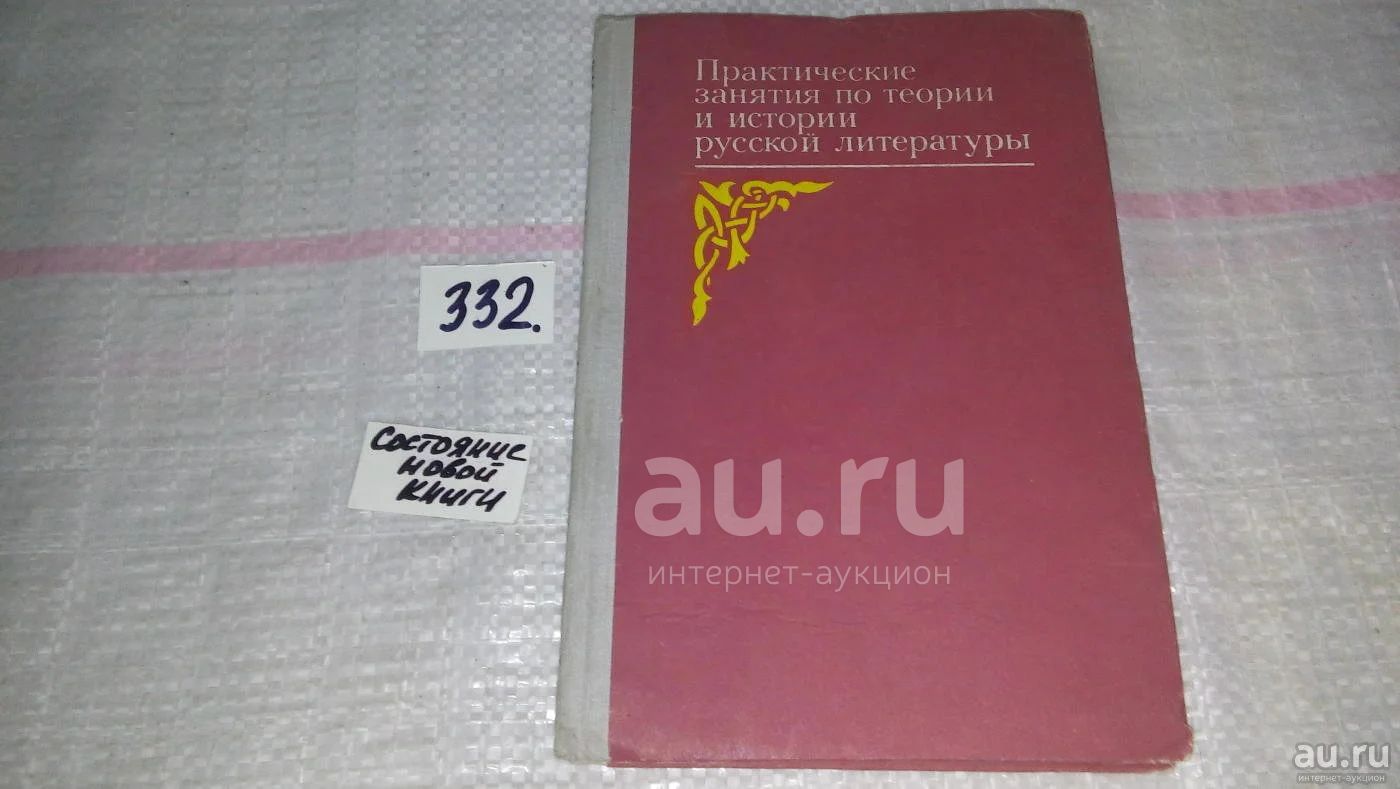 Практические
занятия по теории
и истории
русской литературы
332.
Состояние
новой
книги
au.ru
интернет-аукцион
au.ru
интернет-аукцион